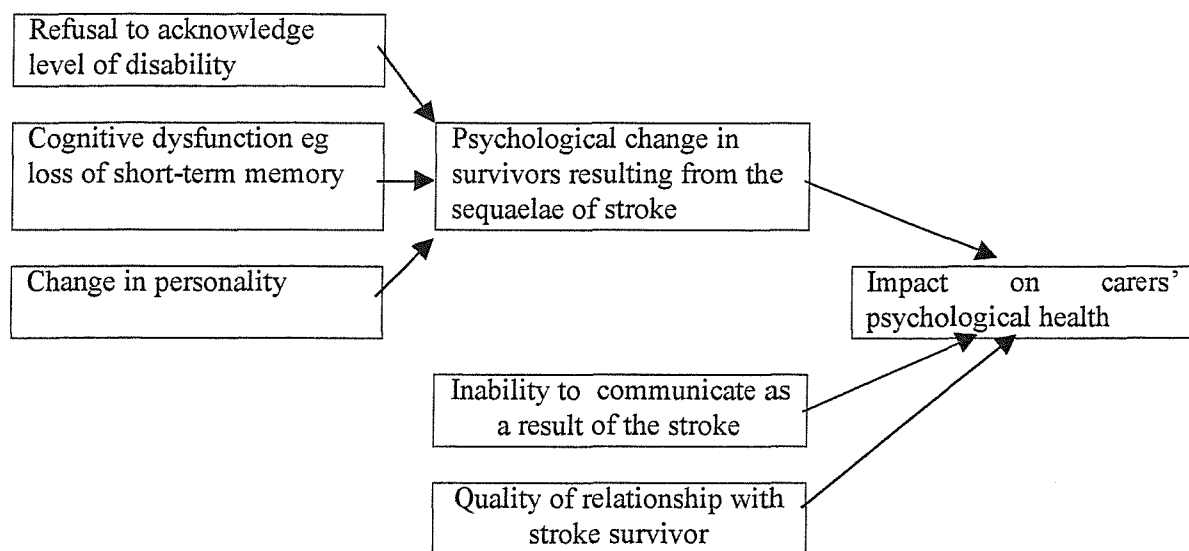 Refusal to acknowledge
level of disability
Cognitive dysfunction eg
loss of short-term memory
Change in personality
Psychological change in
survivors resulting from the
sequaelae of stroke
Impact on carers’
psychological health
Inability to communicate as
a result of the stroke
Quality of relationship with
stroke survivor